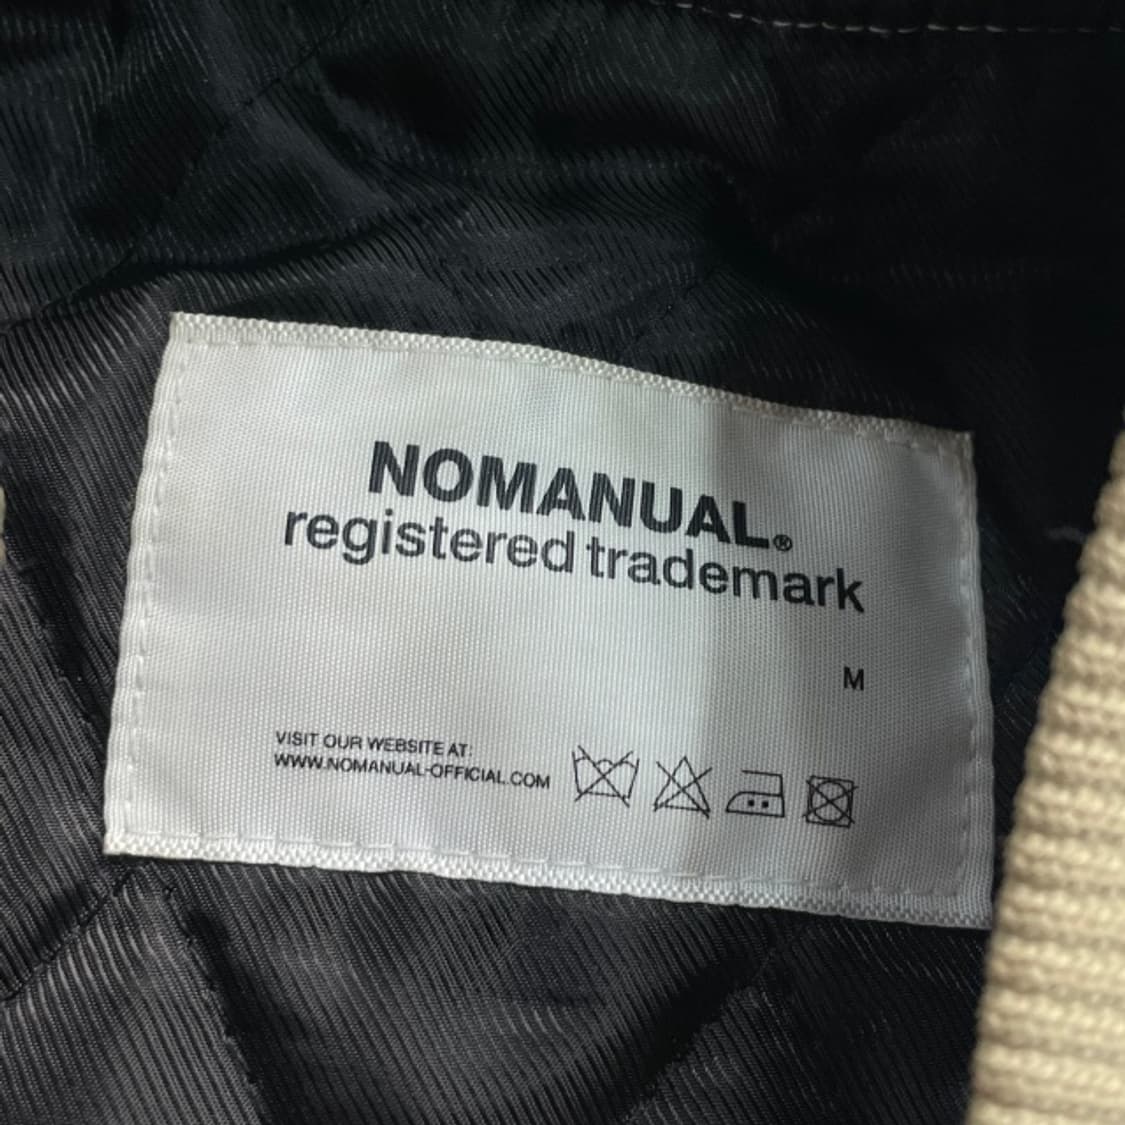 NOMANUAL®
registered trademark
M
VISIT OUR WEBSITE AT:
WWW.NOMANUAL-OFFICIAL.COM